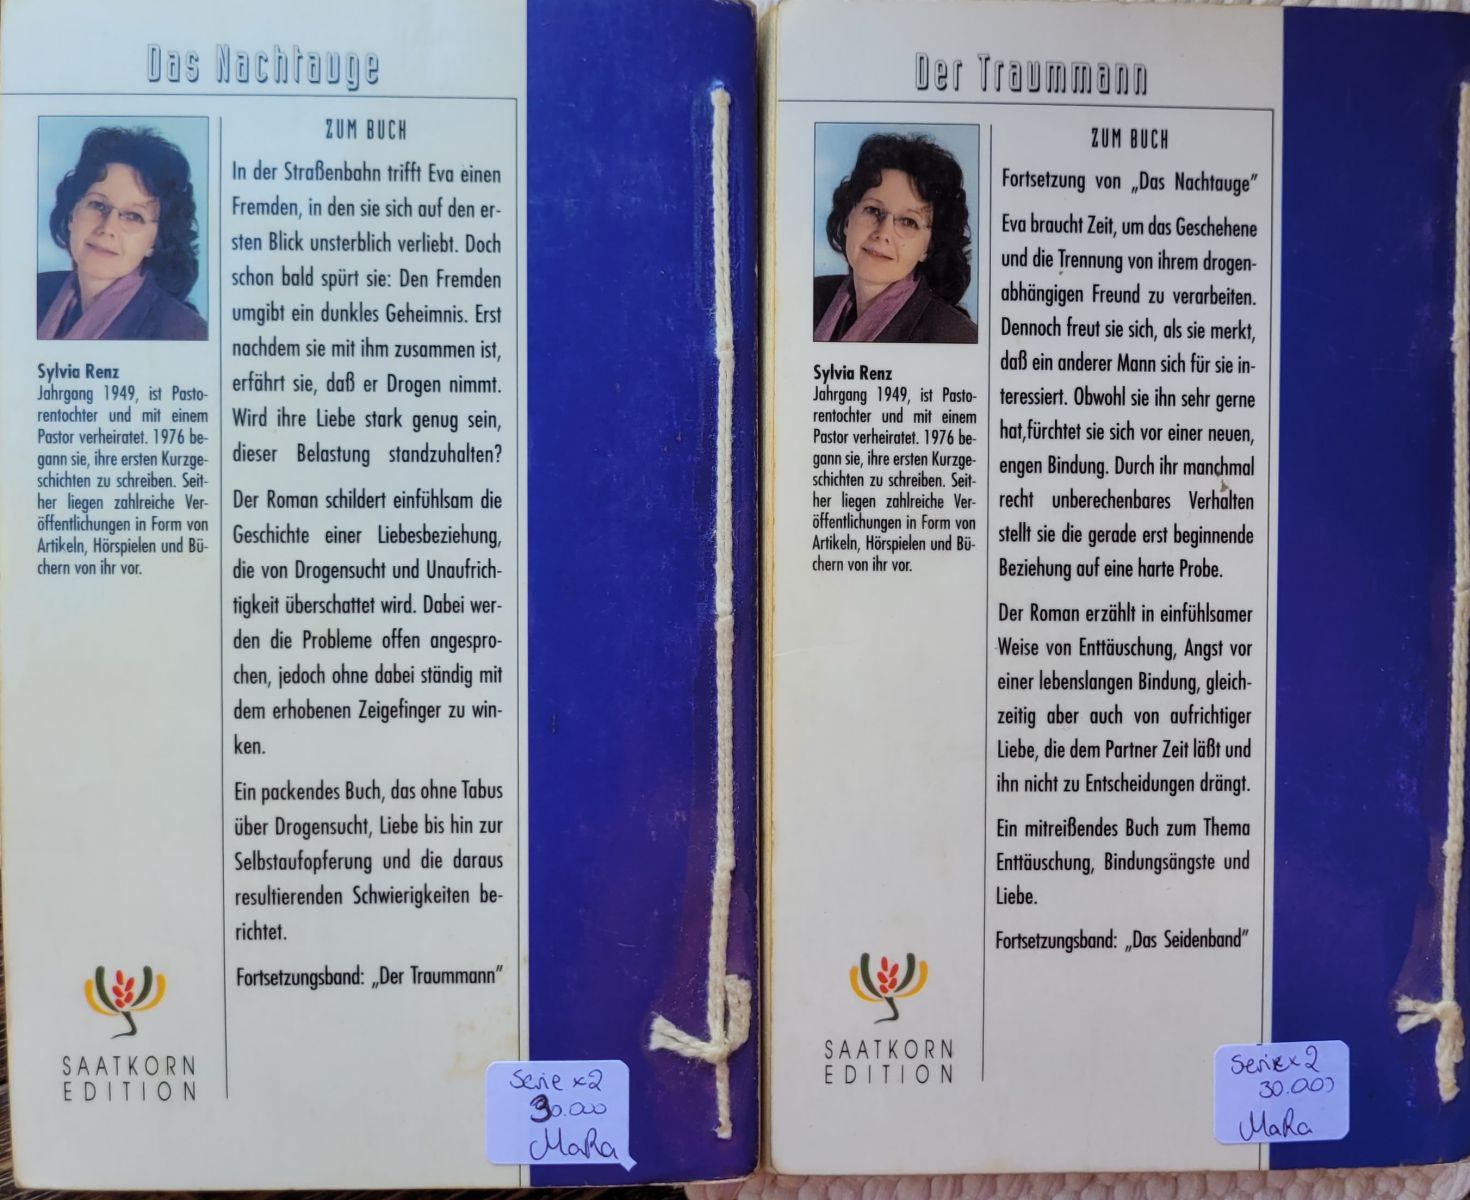 Das Nachtauge
ZUM BUCH
In der Straßenbahn trifft Eva einen
Fremden, in den sie sich auf den er-
sten Blick unsterblich verliebt. Doch
schon bald spürt sie: Den Fremden
umgibt ein dunkles Geheimnis. Erst
nachdem sie mit ihm zusammen ist,
erfährt sie, daß er Drogen nimmt.
Wird ihre Liebe stark genug sein,
dieser Belastung standzuhalten?
Der Roman schildert einfühlsam die
Geschichte einer Liebesbeziehung,
die von Drogensucht und Unaufrich-
tigkeit überschattet wird. Dabei wer-
den die Probleme offen angespro-
chen, jedoch ohne dabei ständig mit
dem erhobenen Zeigefinger zu win-
ken.
Ein packendes Buch, das ohne Tabus
über Drogensucht, Liebe bis hin zur
Selbstaufopferung und die daraus
resultierenden Schwierigkeiten be-
richtet.
Fortsetzungsband: „Der Traummann"
Sylvia Renz
Jahrgang 1949, ist Pasto-
rentochter und mit einem
Pastor verheiratet. 1976 be-
gann sie, ihre ersten Kurzge-
schichten zu schreiben. Seit-
her liegen zahlreiche Ver-
öffentlichungen in Form von
Artikeln, Hörspielen und Bü-
chern von ihr vor.
SAATKORN
EDITION
Serie x2
30.000
MaRa
Der Traummann
ZUM BUCH
Fortsetzung von „Das Nachtauge"
Eva braucht Zeit, um das Geschehene
und die Trennung von ihrem drogen-
abhängigen Freund zu verarbeiten.
Dennoch freut sie sich, als sie merkt,
daß ein anderer Mann sich für sie in-
teressiert. Obwohl sie ihn sehr gerne
hat,fürchtet sie sich vor einer neuen,
engen Bindung. Durch ihr manchmal
recht unberechenbares Verhalten
stellt sie die gerade erst beginnende
Beziehung auf eine harte Probe.
Der Roman erzählt in einfühlsamer
Weise von Enttäuschung, Angst vor
einer lebenslangen Bindung, gleich-
zeitig aber auch von aufrichtiger
Liebe, die dem Partner Zeit läßt und
ihn nicht zu Entscheidungen drängt.
Ein mitreißendes Buch zum Thema
Enttäuschung, Bindungsängste und
Liebe.
Fortsetzungsband: „Das Seidenband"
Sylvia Renz
Jahrgang 1949, ist Pasto-
rentochter und mit einem
Pastor verheiratet. 1976 be-
gann sie, ihre ersten Kurzge-
schichten zu schreiben. Seit-
her liegen zahlreiche Ver-
öffentlichungen in Form von
Artikeln, Hörspielen und Bü-
chern von ihr vor.
SAATKORN
EDITION
Serie x2
30.000
MaRa